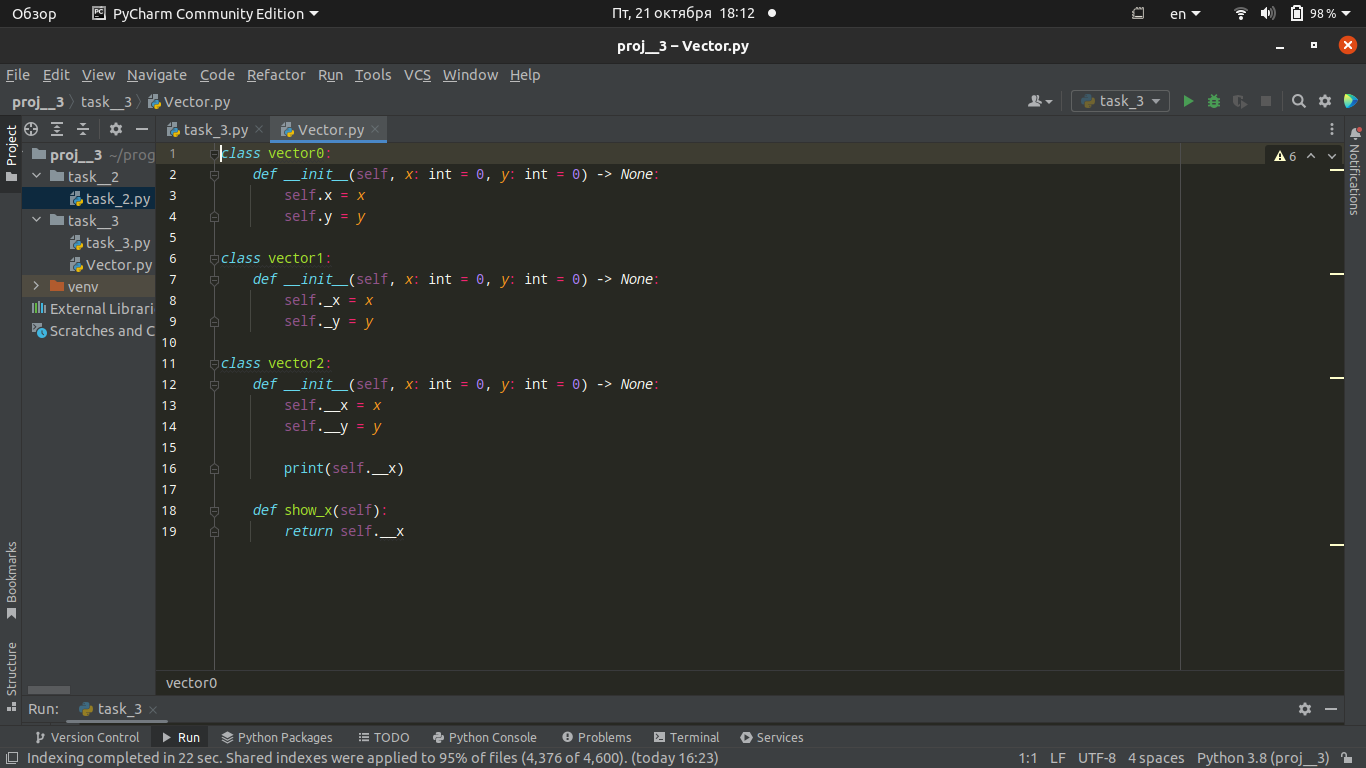 Обзор PyCharm Community Edition Пт, 21 октября 18:12 en 98 %
proj__3 – Vector.py
File Edit View Navigate Code Refactor Run Tools VCS Window Help
proj__3 task__3 Vector.py task_3
Project task_3.py Vector.py
proj__3 ~/prog
task__2
task_2.py
task__3
task_3.py
Vector.py
venv
External Librari
Scratches and C
6
1 class vector0:
2 def __init__(self, x: int = 0, y: int = 0) -> None:
3 self.x = x
4 self.y = y
5
6 class vector1:
7 def __init__(self, x: int = 0, y: int = 0) -> None:
8 self._x = x
9 self._y = y
10
11 class vector2:
12 def __init__(self, x: int = 0, y: int = 0) -> None:
13 self.__x = x
14 self.__y = y
15
16 print(self.__x)
17
18 def show_x(self):
19 return self.__x
Notifications
Bookmarks
Structure
vector0
Run: task_3
Version Control Run Python Packages TODO Python Console Problems Terminal Services
Indexing completed in 22 sec. Shared indexes were applied to 95% of files (4,376 of 4,600). (today 16:23) 1:1 LF UTF-8 4 spaces Python 3.8 (proj__3)